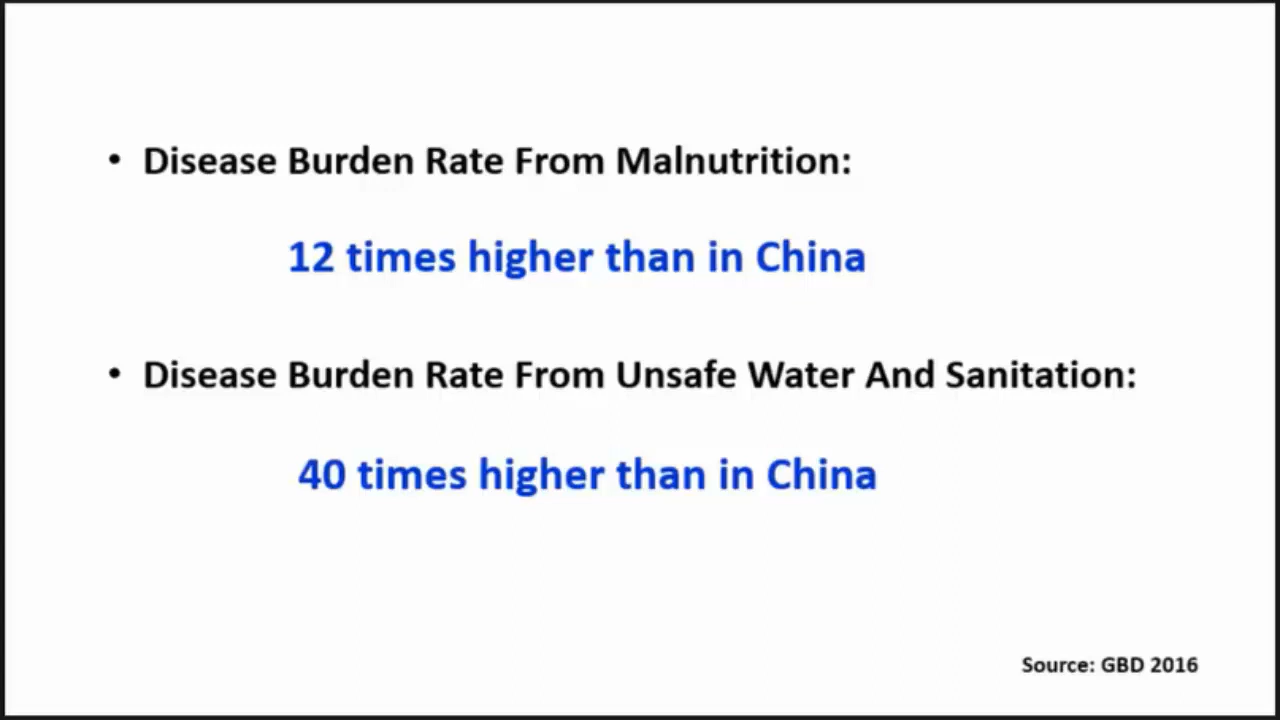 • Disease Burden Rate From Malnutrition:
12 times higher than in China
• Disease Burden Rate From Unsafe Water And Sanitation:
40 times higher than in China
Source: GBD 2016